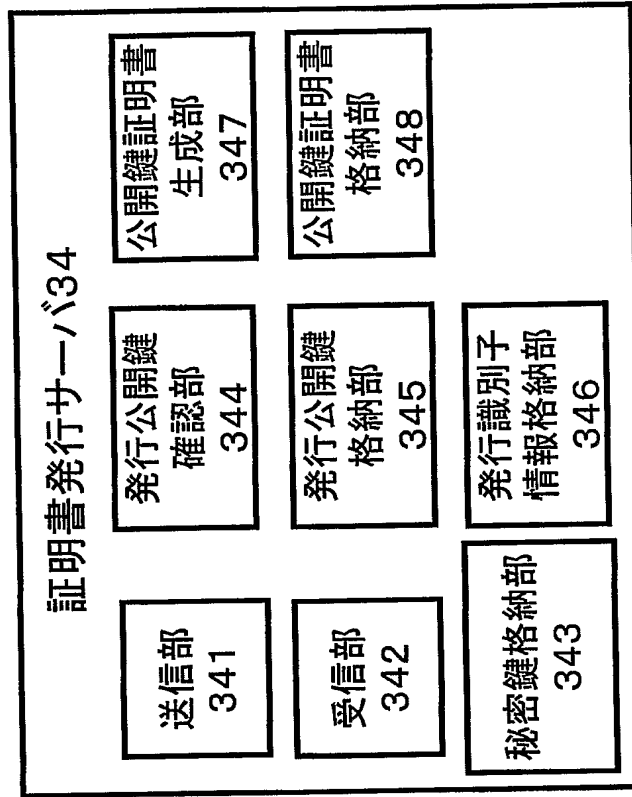 証明書発行サーバ34
送信部
341
発行公開鍵
確認部
344
公開鍵証明書
生成部
347
受信部
342
発行公開鍵
格納部
345
公開鍵証明書
格納部
348
秘密鍵格納部
343
発行識別子
情報格納部
346